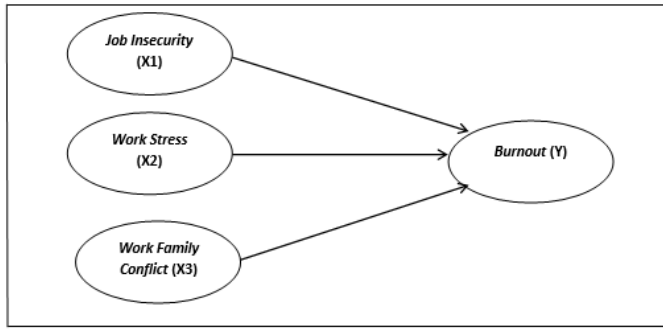 Job Insecurity
(X1)
Work Stress
(X2)
Burnout (Y)
Work Family
Conflict (X3)